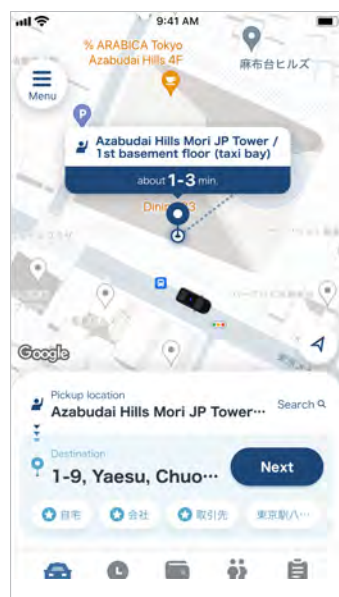 9:41 AM
% ARABICA Tokyo
Azabudai Hills 4F
麻布台ヒルズ
Menu
P
Azabudai Hills Mori JP Tower /
1st basement floor (taxi bay)
about 1-3 min.
Google
Pickup location
Azabudai Hills Mori JP Tower…
Search
Destination
1-9, Yaesu, Chuo…
Next
自宅
会社
取引先
東京駅八…